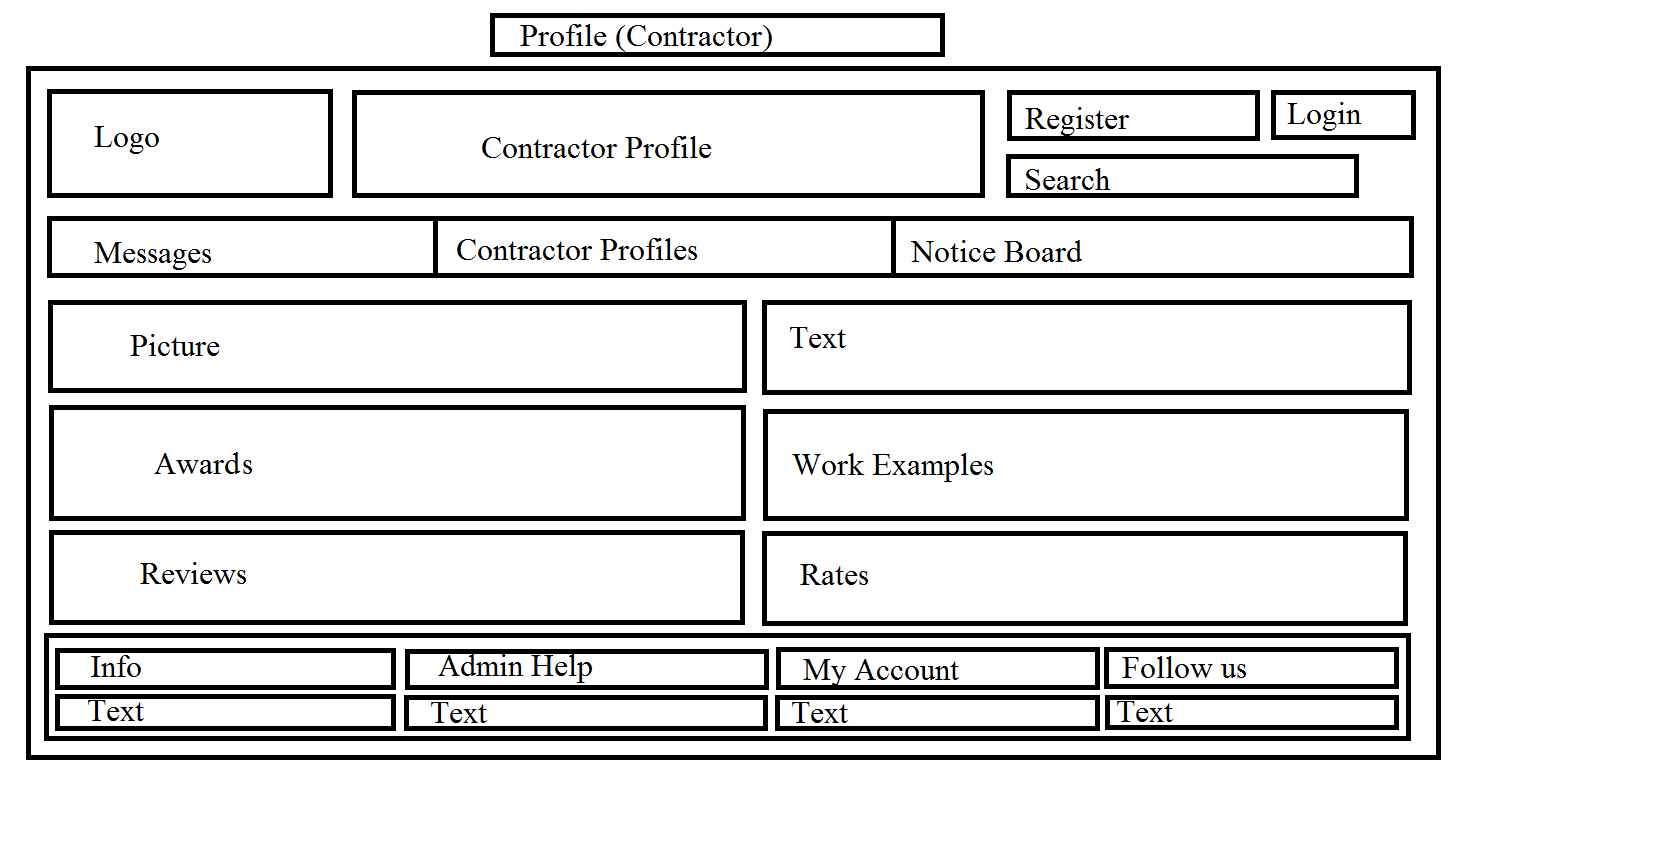 Profile (Contractor)
Logo
Contractor Profile
Register
Login
Search
Messages
Contractor Profiles
Notice Board
Picture
Text
Awards
Work Examples
Reviews
Rates
Info
Admin Help
My Account
Follow us
Text
Text
Text
Text